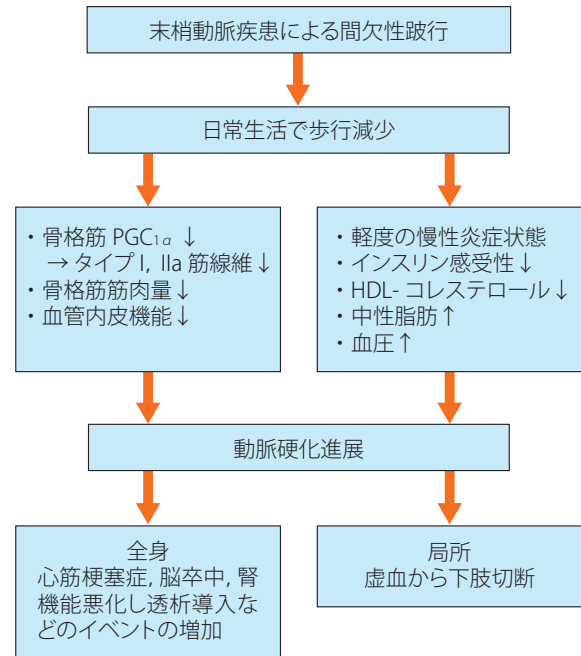 末梢動脈疾患による間欠性跛行
日常生活で歩行減少
・骨格筋 PGC1α ↓
→ タイプ I, IIa 筋線維↓
・骨格筋筋肉量↓
・血管内皮機能↓
・軽度の慢性炎症状態
・インスリン感受性↓
・HDL- コレステロール↓
・中性脂肪↑
・血圧↑
動脈硬化進展
全身
心筋梗塞症, 脳卒中, 腎
機能悪化し透析導入な
どのイベントの増加
局所
虚血から下肢切断